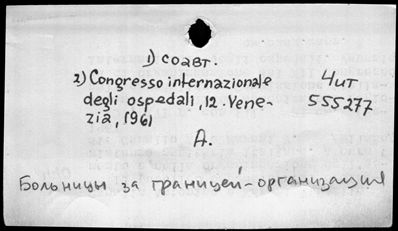 1) соавт.
2) Congresso internazionale
degli ospedali, 12. Vene-
zia, 1961
Чит
555277
А.
Больницы за границей-организация